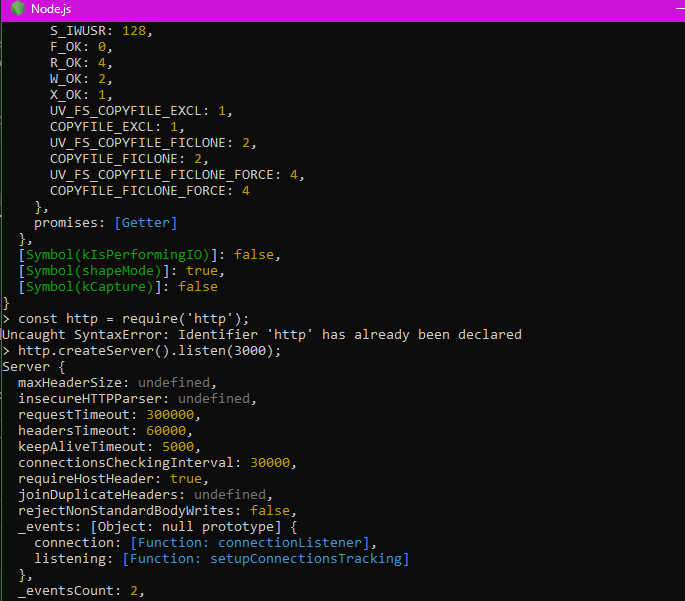 Node.js
S_IWUSR: 128,
F_OK: 0,
R_OK: 4,
W_OK: 2,
X_OK: 1,
UV_FS_COPYFILE_EXCL: 1,
COPYFILE_EXCL: 1,
UV_FS_COPYFILE_FICLONE: 2,
COPYFILE_FICLONE: 2,
UV_FS_COPYFILE_FICLONE_FORCE: 4,
COPYFILE_FICLONE_FORCE: 4
},
promises: [Getter]
},
[Symbol(kIsPerformingIO)]: false,
[Symbol(shapeMode)]: true,
[Symbol(kCapture)]: false
}
> const http = require('http');
Uncaught SyntaxError: Identifier 'http' has already been declared
> http.createServer().listen(3000);
Server {
maxHeaderSize: undefined,
insecureHTTPParser: undefined,
requestTimeout: 300000,
headersTimeout: 60000,
keepAliveTimeout: 5000,
connectionsCheckingInterval: 30000,
requireHostHeader: true,
joinDuplicateHeaders: undefined,
rejectNonStandardBodyWrites: false,
_events: [Object: null prototype] {
connection: [Function: connectionListener],
listening: [Function: setupConnectionsTracking]
},
_eventsCount: 2,